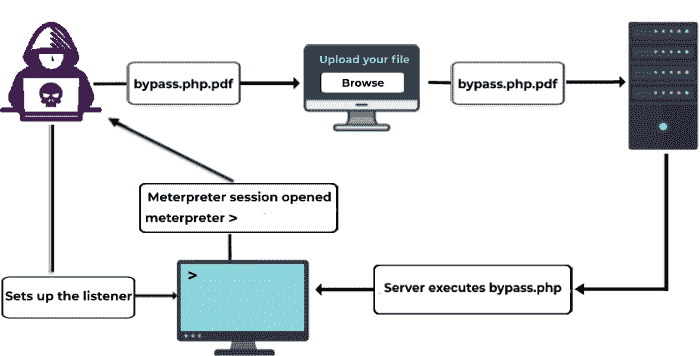 Upload your file
Browse
bypass.php.pdf
bypass.php.pdf
Meterpreter session opened
meterpreter >
Sets up the listener
>
Server executes bypass.php